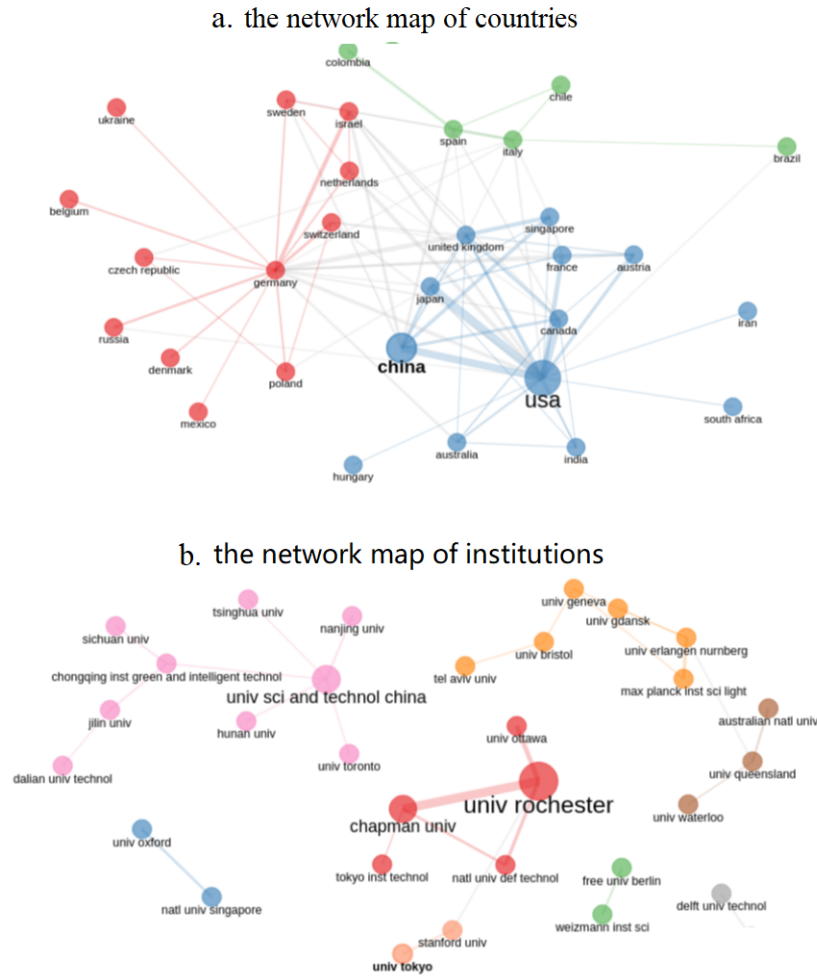 a. the network map of countries
colombia
chile
ukraine
sweden
israel
spain
italy
brazil
netherlands
belgium
switzerland
singapore
united kingdom
czech republic
france
austria
germany
japan
iran
canada
russia
china
denmark
poland
usa
mexico
south africa
australia
india
hungary
b. the network map of institutions
tsinghua univ
univ geneva
univ gdansk
nanjing univ
sichuan univ
univ erlangen nurnberg
univ bristol
chongqing inst green and intelligent technol
tel aviv univ
max planck inst sci light
univ sci and technol china
jilin univ
australian natl univ
hunan univ
univ ottawa
univ toronto
univ queensland
dalian univ technol
univ rochester
univ waterloo
chapman univ
univ oxford
tokyo inst technol
natl univ def technol
free univ berlin
natl univ singapore
delft univ technol
weizmann inst sci
stanford univ
univ tokyo